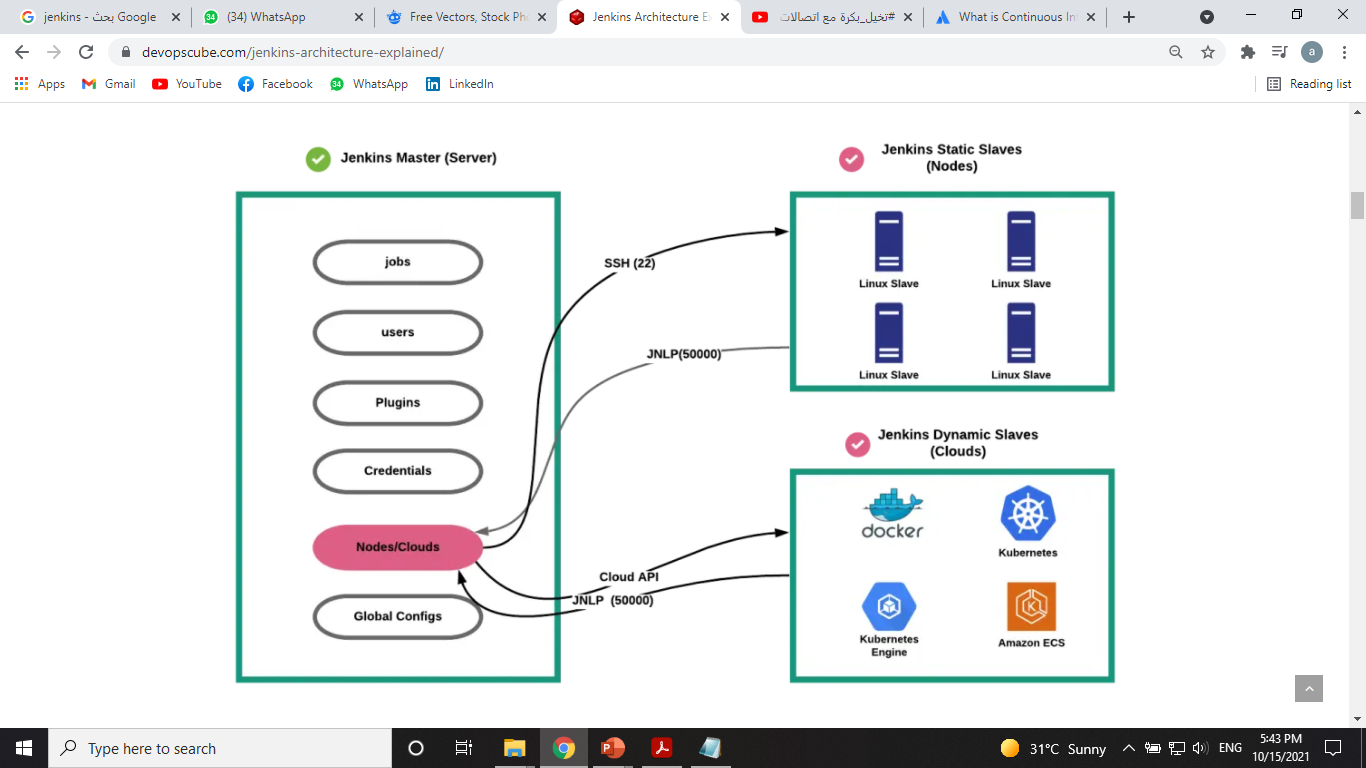 jenkins - بحث Google
(34) WhatsApp
Free Vectors, Stock Ph
Jenkins Architecture E
#تخيل_بكرة مع اتصالات
What is Continuous In
devopscube.com/jenkins-architecture-explained/
a
Apps
Gmail
YouTube
Facebook
34
WhatsApp
LinkedIn
Reading list
Jenkins Master (Server)
jobs
users
Plugins
Credentials
Nodes/Clouds
Global Configs
SSH (22)
JNLP(50000)
Cloud API
JNLP (50000)
Jenkins Static Slaves
(Nodes)
Linux Slave
Linux Slave
Linux Slave
Linux Slave
Jenkins Dynamic Slaves
(Clouds)
docker
Kubernetes
Kubernetes
Engine
K
Amazon ECS
Type here to search
31°C Sunny
ENG
5:43 PM
10/15/2021